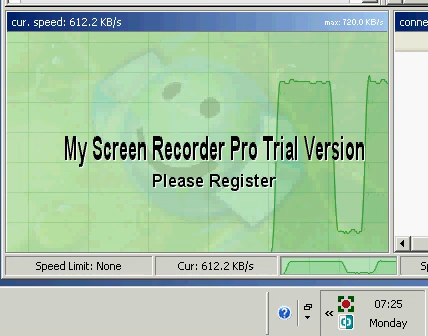 cur. speed: 612.2 KB/s
max: 720.0 KB/s
conne
My Screen Recorder Pro Trial Version
Please Register
Speed Limit: None
Cur: 612.2 KB/s
Sp
07:25
Monday